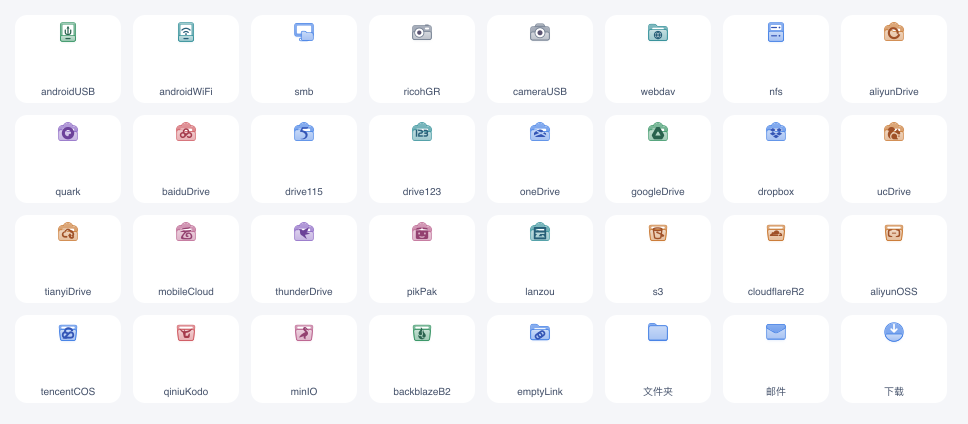 androidUSB
androidWiFi
smb
ricohGR
cameraUSB
webdav
nfs
aliyunDrive
quark
baiduDrive
drive115
drive123
oneDrive
googleDrive
dropbox
ucDrive
tianyiDrive
mobileCloud
thunderDrive
pikPak
lanzou
s3
cloudflareR2
aliyunOSS
tencentCOS
qiniuKodo
minIO
backblazeB2
emptyLink
文件夹
邮件
下载